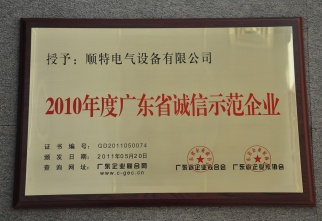 授予：顺特电气设备有限公司
2010年度广东省诚信示范企业
证书编号：GD2011050074
颁发日期：2011年05月20日
查询网址：广东企业联合网
www.c-gec.cn
广东省企业联合会 广东省企业家协会